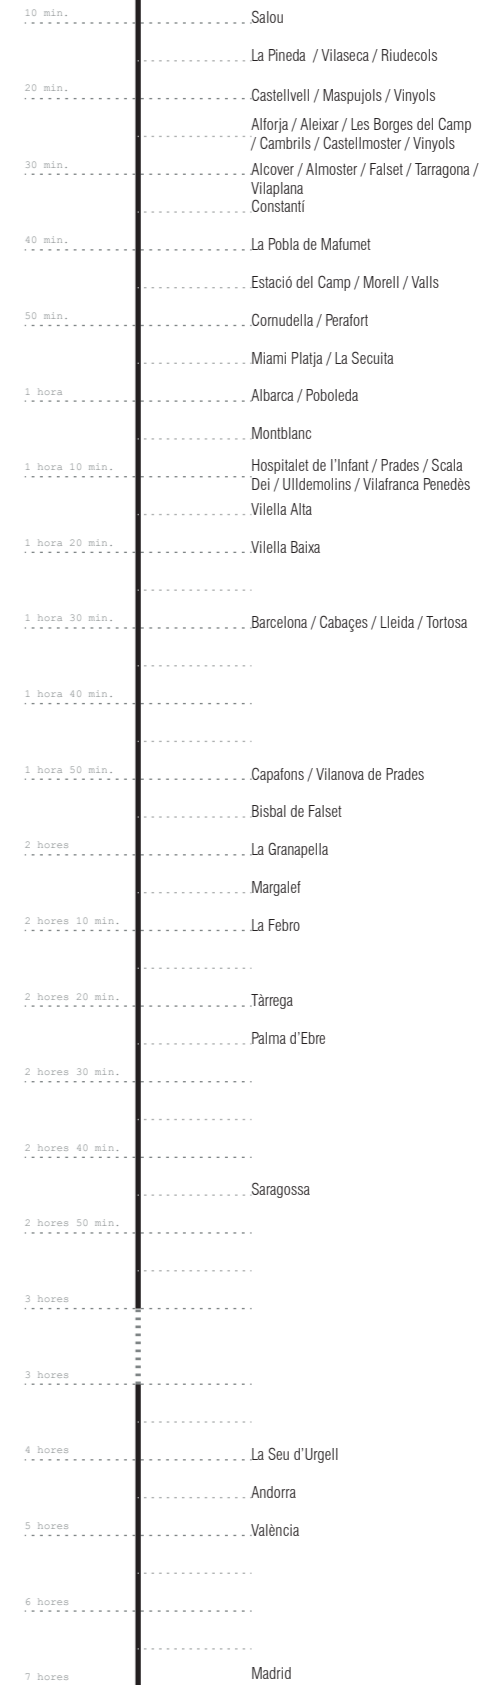 10 min.
Salou
La Pineda / Vilaseca / Riudecols
20 min.
Castellvell / Maspujols / Vinyols
Alforja / Aleixar / Les Borges del Camp
/ Cambrils / Castellmoster / Vinyols
30 min.
Alcover / Almoster / Falset / Tarragona /
Vilaplana
Constantí
40 min.
La Pobla de Mafumet
Estació del Camp / Morell / Valls
50 min.
Cornudella / Perafort
Miami Platja / La Secuita
1 hora
Albarca / Poboleda
Montblanc
1 hora 10 min.
Hospitalet de l'Infant / Prades / Scala
Dei / Ulldemolins / Vilafranca Penedès
Vilella Alta
1 hora 20 min.
Vilella Baixa
1 hora 30 min.
Barcelona / Cabaçes / Lleida / Tortosa
1 hora 40 min.
1 hora 50 min.
Capafons / Vilanova de Prades
Bisbal de Falset
2 hores
La Granapella
Margalef
2 hores 10 min.
La Febro
2 hores 20 min.
Tàrrega
Palma d'Ebre
2 hores 30 min.
2 hores 40 min.
Saragossa
2 hores 50 min.
3 hores
3 hores
4 hores
La Seu d'Urgell
Andorra
5 hores
València
6 hores
7 hores
Madrid